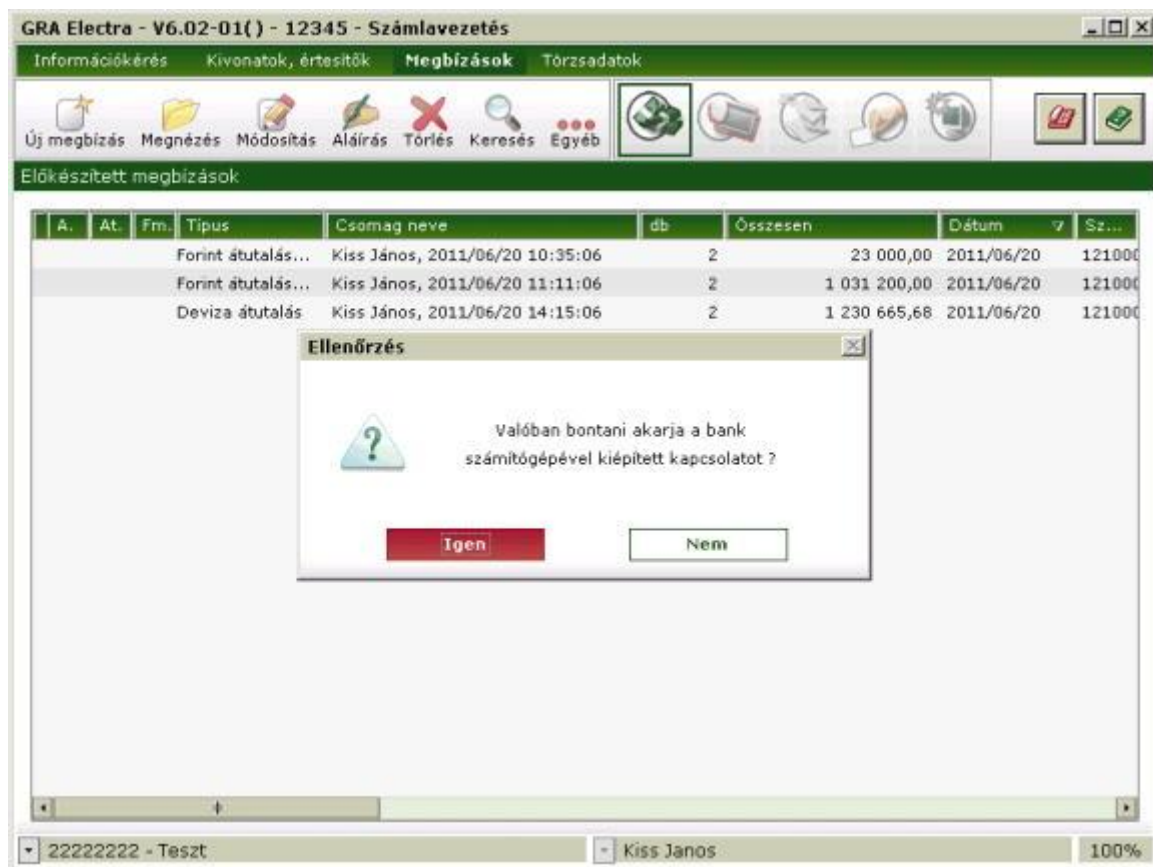 GRA Electra - V6.02-01( ) - 12345 - Számlavezetés
Információkérés Kivonatok, értesitők Megbízások Törzsadatok
Új megbízás Megnézés Módosítás Aláírás Törlés Keresés Egyéb
Előkészített megbízások
A. At. Fm. Típus Csomag neve db Összesen Dátum Sz...
Forint átutalás... Kiss János, 2011/06/20 10:35:06 2 23 000,00 2011/06/20 121000
Forint átutalás... Kiss János, 2011/06/20 11:11:06 2 1 031 200,00 2011/06/20 121000
Deviza átutalás Kiss János, 2011/06/20 14:15:06 2 1 230 665,68 2011/06/20 121000
Ellenőrzés
Valóban bontani akarja a bank
számítógépével kiépített kapcsolatot ?
Igen Nem
22222222 - Teszt Kiss Janos 100%